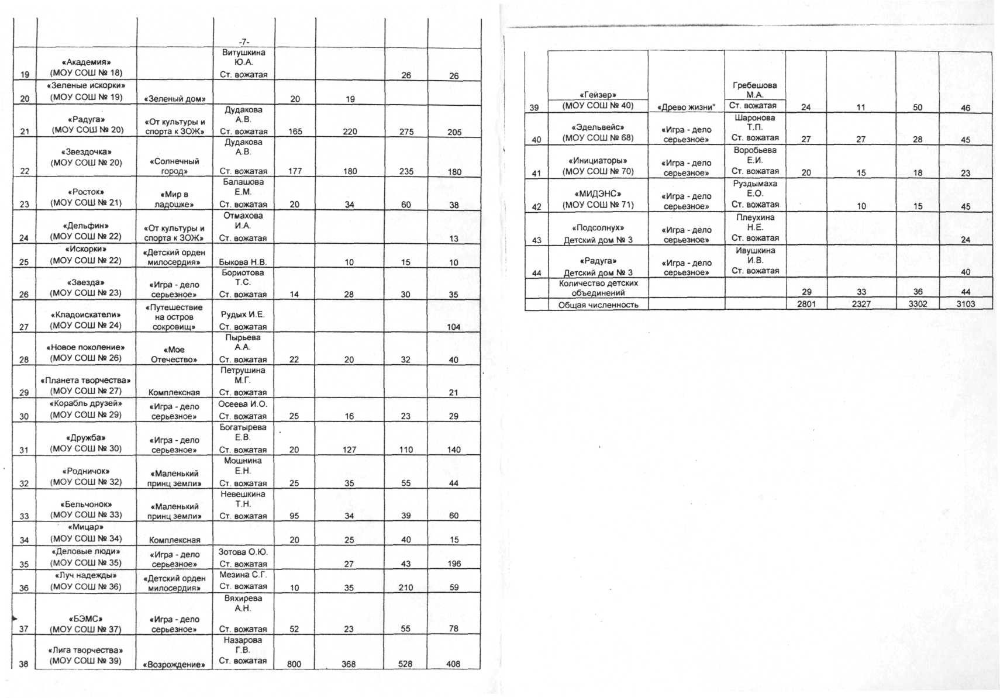 -7-
19 «Академия» (МОУ СОШ № 18) Витушкина Ю.А. Ст. вожатая 26 26
20 «Зеленые искорки» (МОУ СОШ № 19) «Зеленый дом» 20 19
21 «Радуга» (МОУ СОШ № 20) «От культуры и спорта к ЗОЖ» Дудакова А.В. Ст. вожатая 165 220 275 205
22 «Звездочка» (МОУ СОШ № 20) «Солнечный город» Дудакова А.В. Ст. вожатая 177 180 235 180
23 «Росток» (МОУ СОШ № 21) «Мир в ладошке» Балашова Е.М. Ст. вожатая 20 34 60 38
24 «Дельфин» (МОУ СОШ № 22) «От культуры и спорта к ЗОЖ» Отмахова И.А. Ст. вожатая 13
25 «Искорки» (МОУ СОШ № 22) «Детский орден милосердия» Быкова Н.В. 10 15 10
26 «Звезда» (МОУ СОШ № 23) «Игра - дело серьезное» Бориотова Т.С. Ст. вожатая 14 28 30 35
27 «Кладоискатели» (МОУ СОШ № 24) «Путешествие на остров сокровищ» Рудых И.Е. Ст. вожатая 104
28 «Новое поколение» (МОУ СОШ № 26) «Мое Отечество» Пырьева А.А. Ст. вожатая 22 20 32 40
29 «Планета творчества» (МОУ СОШ № 27) Комплексная Петрушина М.Г. Ст. вожатая 21
30 «Корабль друзей» (МОУ СОШ № 29) «Игра - дело серьезное» Осеева И.О. Ст. вожатая 25 16 23 29
31 «Дружба» (МОУ СОШ № 30) «Игра - дело серьезное» Богатырева Е.В. Ст. вожатая 20 127 110 140
32 «Родничок» (МОУ СОШ № 32) «Маленький принц земли» Мошнина Е.Н. Ст. вожатая 25 35 55 44
33 «Бельчонок» (МОУ СОШ № 33) «Маленький принц земли» Невешкина Т.Н. Ст. вожатая 95 34 39 60
34 «Мицар» (МОУ СОШ № 34) Комплексная 20 25 40 15
35 «Деловые люди» (МОУ СОШ № 35) «Игра - дело серьезное» Зотова О.Ю. Ст. вожатая 27 43 196
36 «Луч надежды» (МОУ СОШ № 36) «Детский орден милосердия» Мезина С.Г. Ст. вожатая 10 35 210 59
37 «БЭМС» (МОУ СОШ № 37) «Игра - дело серьезное» Вяхирева А.Н. Ст. вожатая 52 23 55 78
38 «Лига творчества» (МОУ СОШ № 39) «Возрождение» Назарова Г.В. Ст. вожатая 800 368 528 408
39 «Гейзер» (МОУ СОШ № 40) «Древо жизни" Гребешова М.А. Ст. вожатая 24 11 50 46
40 «Эдельвейс» (МОУ СОШ № 68) «Игра - дело серьезное» Шаронова Т.П. Ст. вожатая 27 27 28 45
41 «Инициаторы» (МОУ СОШ № 70) «Игра - дело серьезное» Воробьева Е.И. Ст. вожатая 20 15 18 23
42 «МИДЭНС» (МОУ СОШ № 71) «Игра - дело серьезное» Руздымаха Е.О. Ст. вожатая 10 15 45
43 «Подсолнух» Детский дом № 3 «Игра - дело серьезное» Плеухина Н.Е. Ст. вожатая 24
44 «Радуга» Детский дом № 3 «Игра - дело серьезное» Ивушкина И.В. Ст. вожатая 40
Количество детских объединений 29 33 36 44
Общая численность 2801 2327 3302 3103